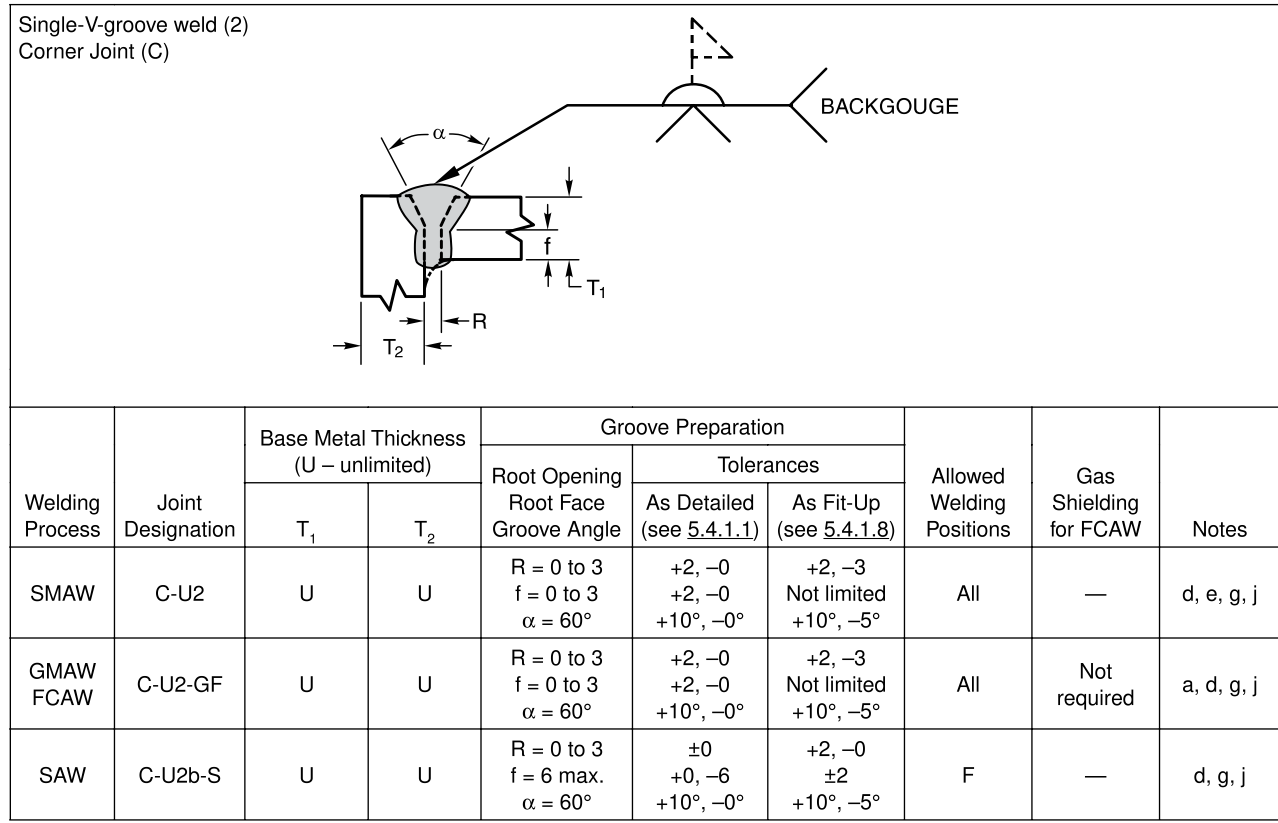 Single-V-groove weld (2)
Corner Joint (C)
BACKGOUGE
α
f
T₁
R
T₂
Welding Process
Joint Designation
Base Metal Thickness
(U – unlimited)
T₁
T₂
Groove Preparation
Root Opening
Root Face
Groove Angle
Tolerances
As Detailed
(see 5.4.1.1)
As Fit-Up
(see 5.4.1.8)
Allowed
Welding
Positions
Gas
Shielding
for FCAW
Notes
SMAW
C-U2
U
U
R = 0 to 3
f = 0 to 3
α = 60°
+2, –0
+2, –0
+10°, –0°
+2, –3
Not limited
+10°, –5°
All
—
d, e, g, j
GMAW
FCAW
C-U2-GF
U
U
R = 0 to 3
f = 0 to 3
α = 60°
+2, –0
+2, –0
+10°, –0°
+2, –3
Not limited
+10°, –5°
All
Not
required
a, d, g, j
SAW
C-U2b-S
U
U
R = 0 to 3
f = 6 max.
α = 60°
±0
+0, –6
+10°, –0°
+2, –0
±2
+10°, –5°
F
—
d, g, j